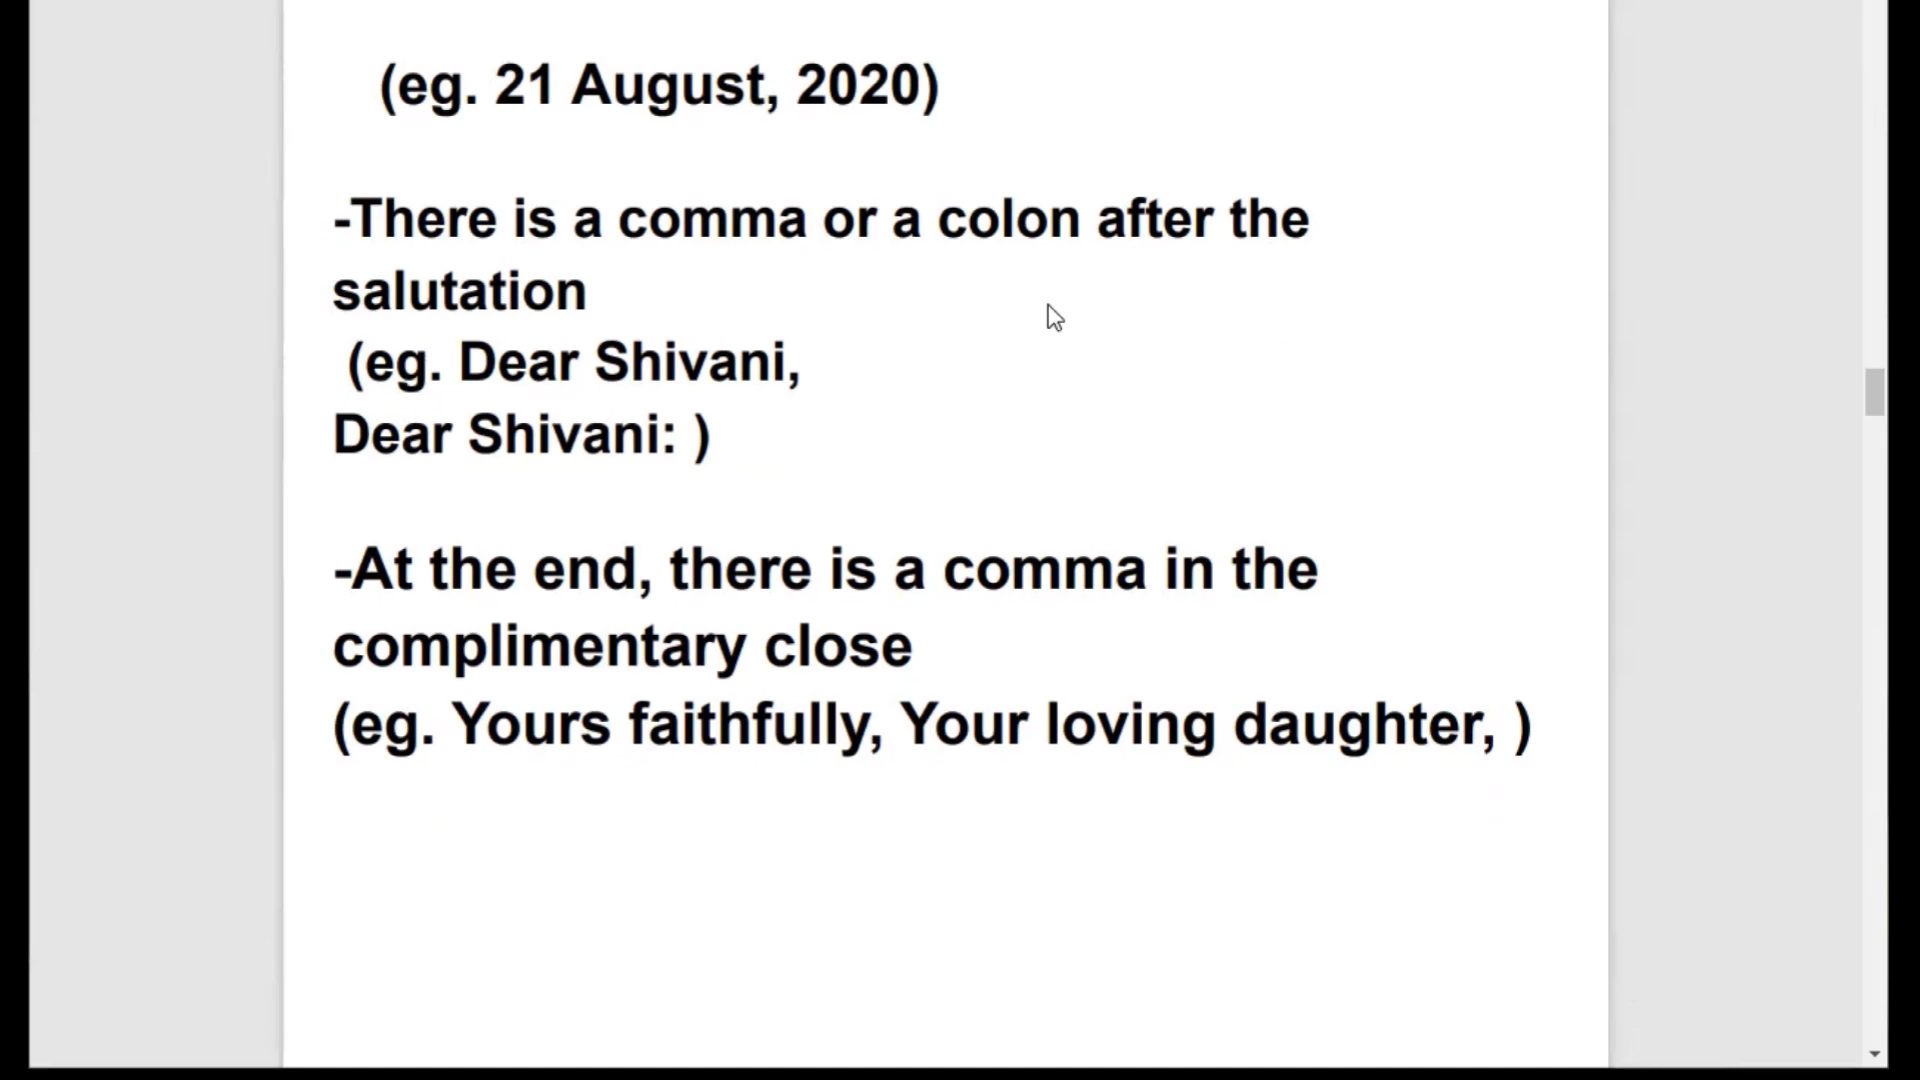 (eg. 21 August, 2020)
-There is a comma or a colon after the
salutation
(eg. Dear Shivani,
Dear Shivani: )
-At the end, there is a comma in the
complimentary close
(eg. Yours faithfully, Your loving daughter, )